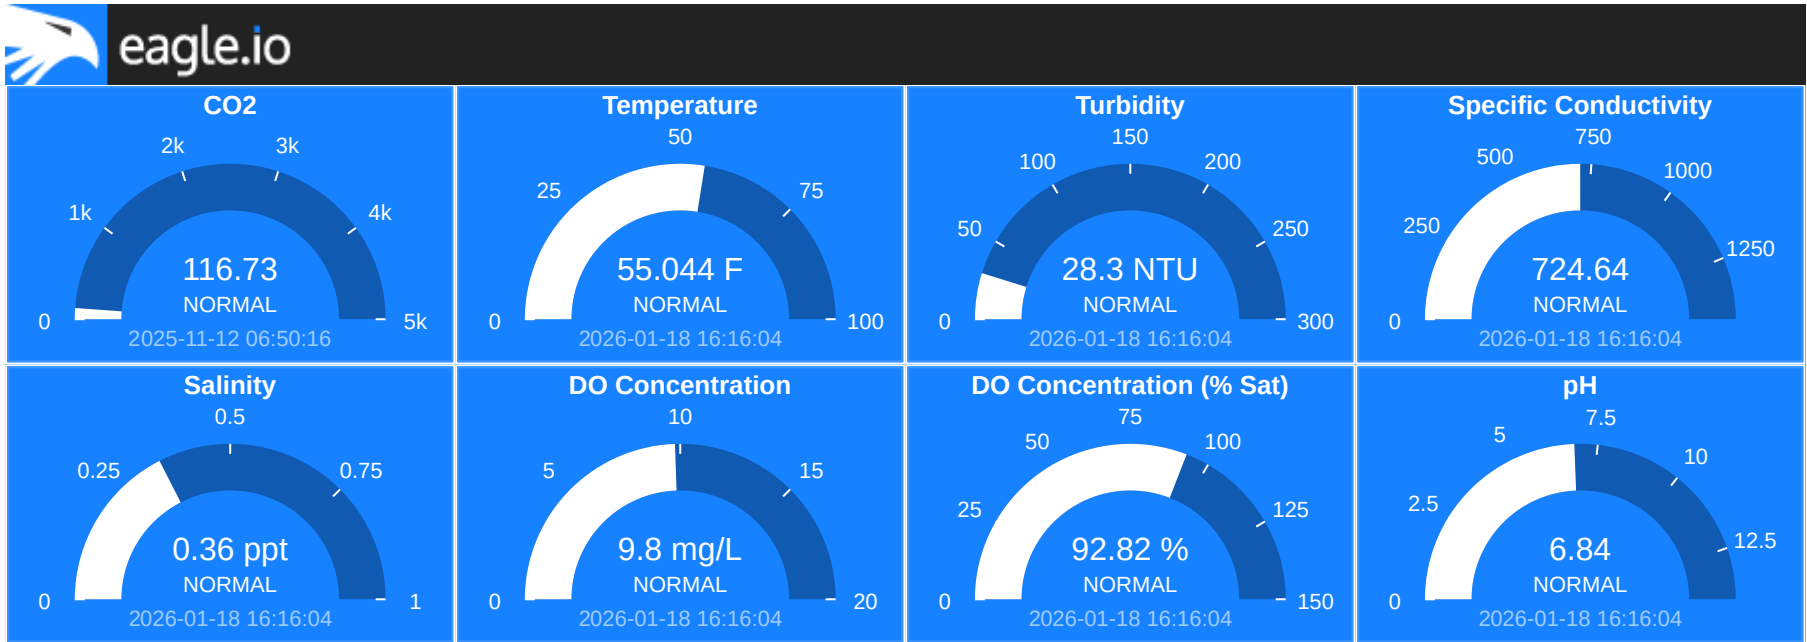 eagle.io
CO2
0
1k
2k
3k
4k
5k
116.73
NORMAL
2025-11-12 06:50:16
Temperature
0
25
50
75
100
55.044 F
NORMAL
2026-01-18 16:16:04
Turbidity
0
50
100
150
200
250
300
28.3 NTU
NORMAL
2026-01-18 16:16:04
Specific Conductivity
0
250
500
750
1000
1250
724.64
NORMAL
2026-01-18 16:16:04
Salinity
0
0.25
0.5
0.75
1
0.36 ppt
NORMAL
2026-01-18 16:16:04
DO Concentration
0
5
10
15
20
9.8 mg/L
NORMAL
2026-01-18 16:16:04
DO Concentration (% Sat)
0
25
50
75
100
125
150
92.82 %
NORMAL
2026-01-18 16:16:04
pH
0
2.5
5
7.5
10
12.5
6.84
NORMAL
2026-01-18 16:16:04